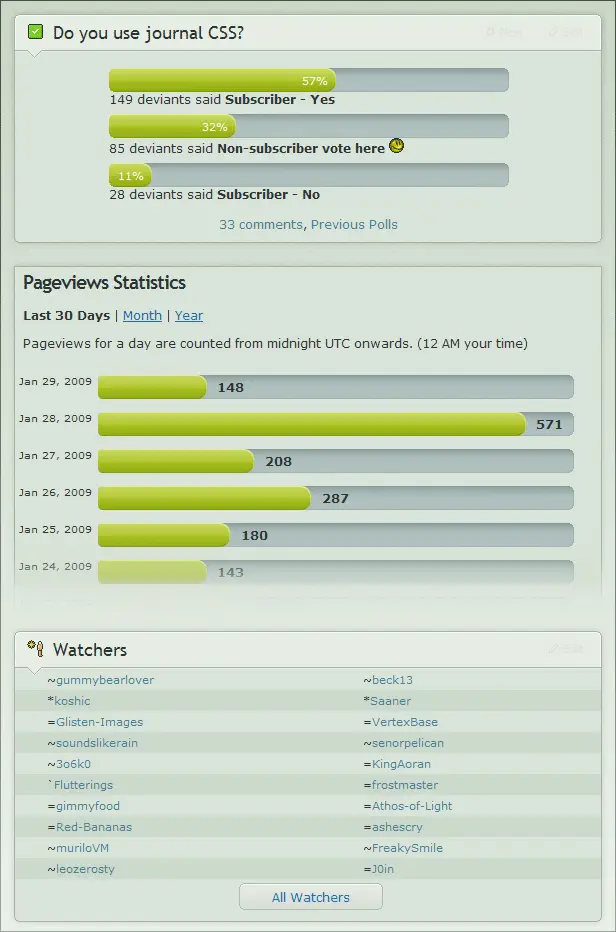 Do you use journal CSS?
57%
149 deviants said Subscriber - Yes
32%
85 deviants said Non-subscriber vote here
11%
28 deviants said Subscriber - No
33 comments, Previous Polls
Pageviews Statistics
Last 30 Days | Month | Year
Pageviews for a day are counted from midnight UTC onwards. (12 AM your time)
Jan 29, 2009 148
Jan 28, 2009 571
Jan 27, 2009 208
Jan 26, 2009 287
Jan 25, 2009 180
Jan 24, 2009 143
Watchers
~gummybearlover ~beck13
*koshic *Saaner
=Glisten-Images =VertexBase
~soundslikerain ~senorpelican
~3o6k0 =KingAoran
`Flutterings =frostmaster
=gimmyfood =Athos-of-Light
=Red-Bananas =ashescry
~muriloVM ~FreakySmile
~leozerosty =J0in
All Watchers